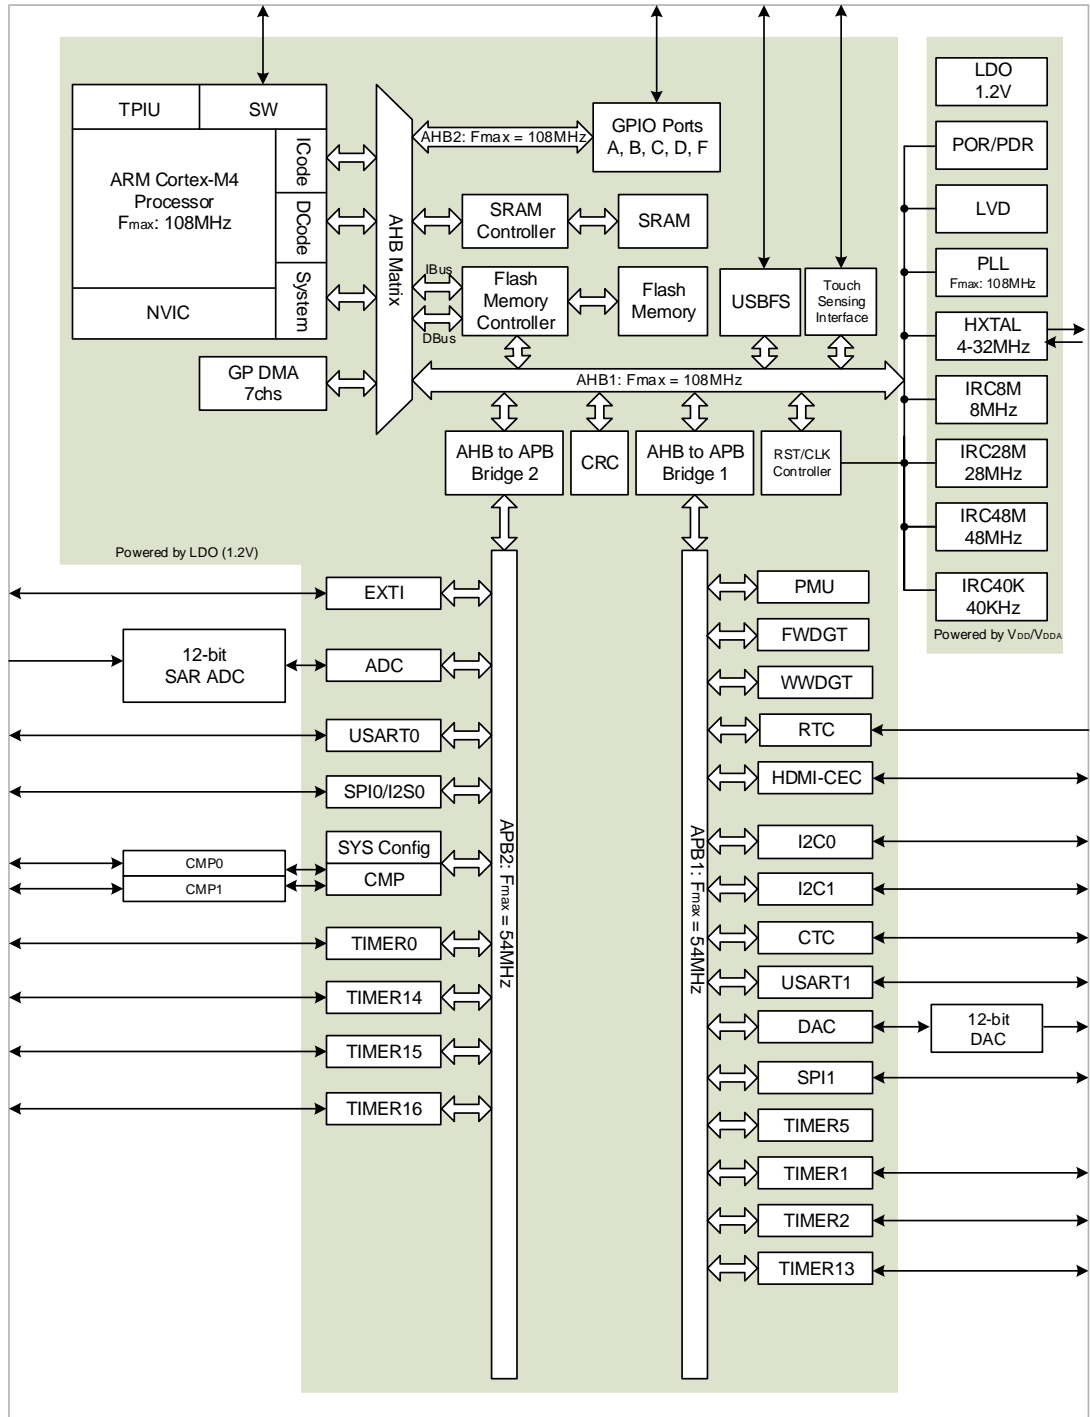 TPIU
SW
ARM Cortex-M4
Processor
Fmax: 108MHz
ICode
DCode
System
NVIC
GP DMA
7chs
AHB Matrix
AHB2: Fmax = 108MHz
GPIO Ports
A, B, C, D, F
SRAM
Controller
SRAM
IBus
DBus
Flash
Memory
Controller
Flash
Memory
USBFS
Touch
Sensing
Interface
AHB1: Fmax = 108MHz
AHB to APB
Bridge 2
CRC
AHB to APB
Bridge 1
RST/CLK
Controller
LDO
1.2V
POR/PDR
LVD
PLL
Fmax: 108MHz
HXTAL
4-32MHz
IRC8M
8MHz
IRC28M
28MHz
IRC48M
48MHz
IRC40K
40KHz
Powered by VDD/VDDA
Powered by LDO (1.2V)
EXTI
12-bit
SAR ADC
ADC
USART0
SPI0/I2S0
SYS Config
CMP
CMP0
CMP1
TIMER0
TIMER14
TIMER15
TIMER16
APB2: Fmax = 54MHz
APB1: Fmax = 54MHz
PMU
FWDGT
WWDGT
RTC
HDMI-CEC
I2C0
I2C1
CTC
USART1
DAC
12-bit
DAC
SPI1
TIMER5
TIMER1
TIMER2
TIMER13